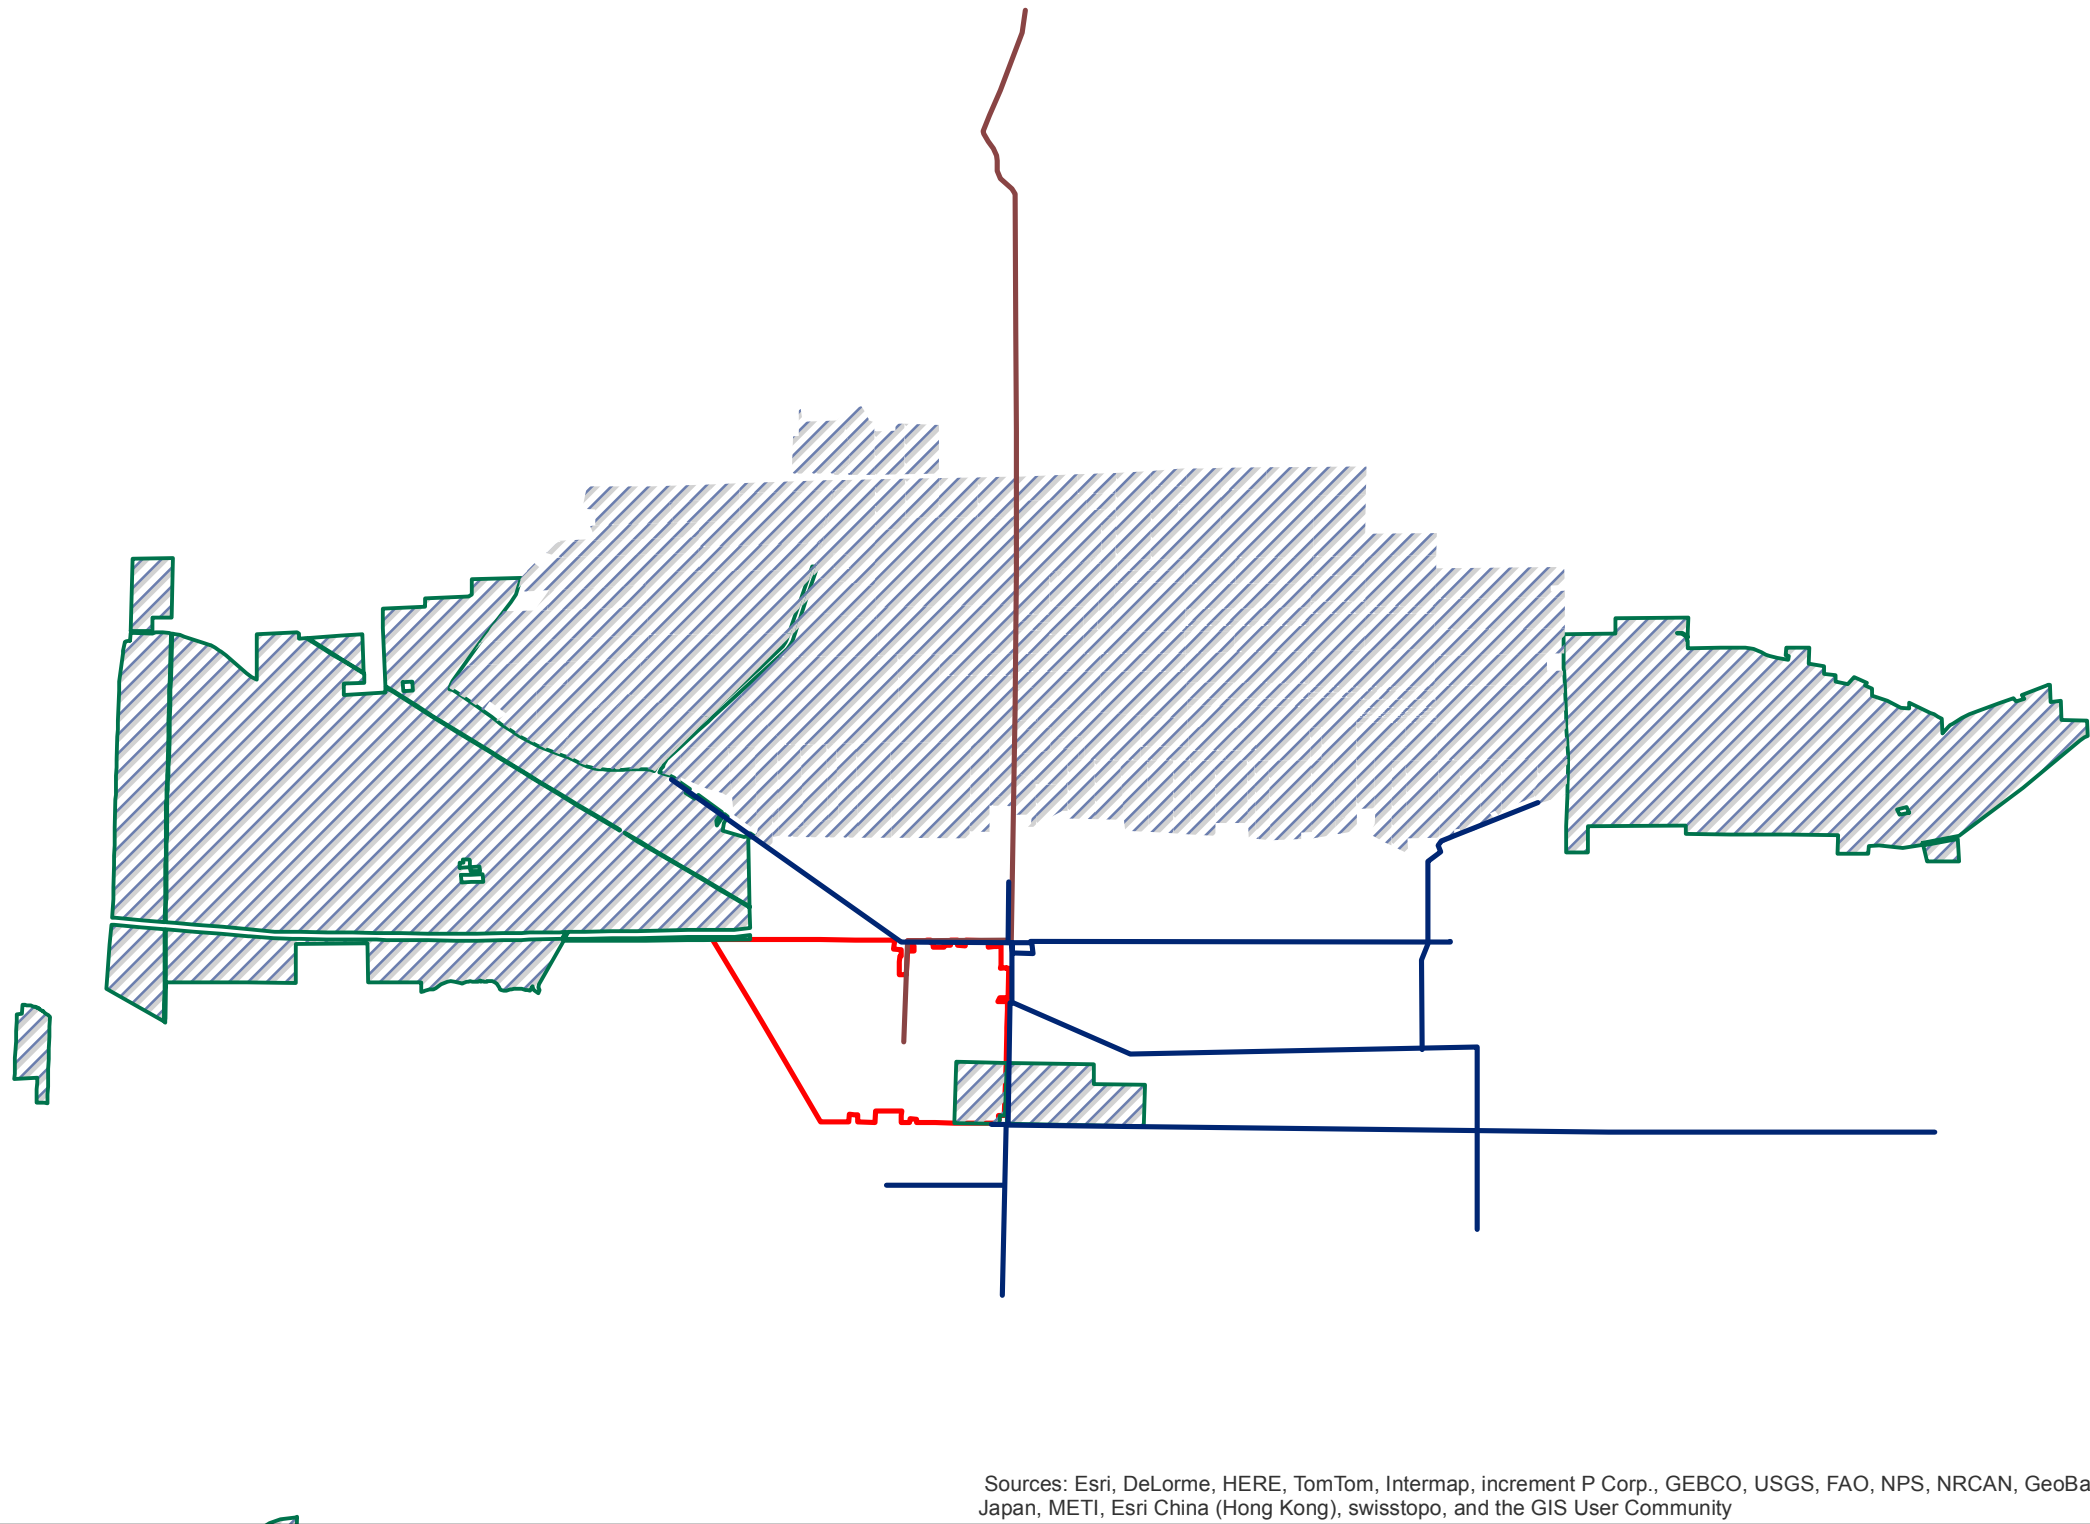 Sources: Esri, DeLorme, HERE, TomTom, Intermap, increment P Corp., GEBCO, USGS, FAO, NPS, NRCAN, GeoBa
Japan, METI, Esri China (Hong Kong), swisstopo, and the GIS User Community